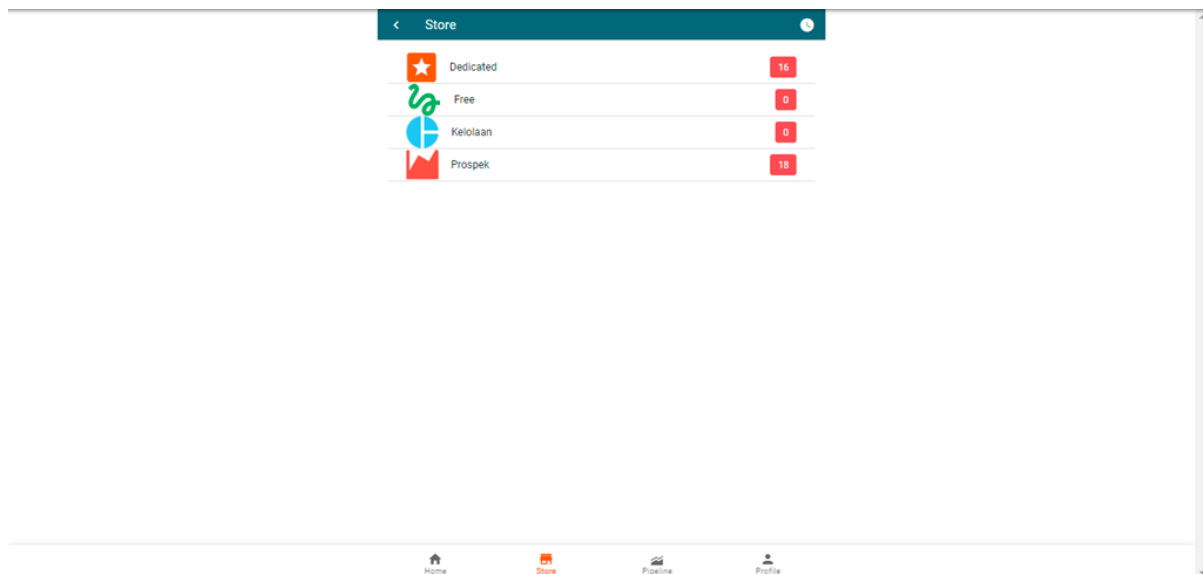 Store
Dedicated 16
Free 0
Kelolaan 0
Prospek 18
Home Store Pipeline Profile